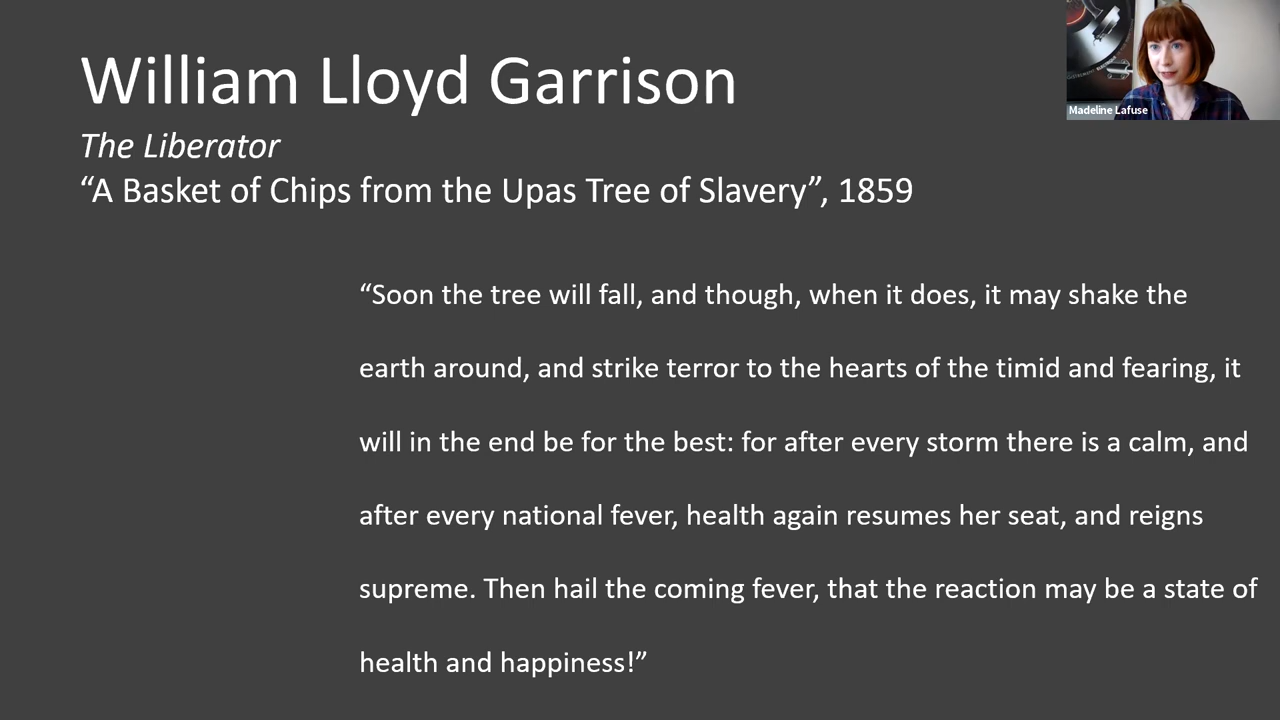 William Lloyd Garrison
The Liberator
“A Basket of Chips from the Upas Tree of Slavery”, 1859
Madeline Lafuse
“Soon the tree will fall, and though, when it does, it may shake the
earth around, and strike terror to the hearts of the timid and fearing, it
will in the end be for the best: for after every storm there is a calm, and
after every national fever, health again resumes her seat, and reigns
supreme. Then hail the coming fever, that the reaction may be a state of
health and happiness!”